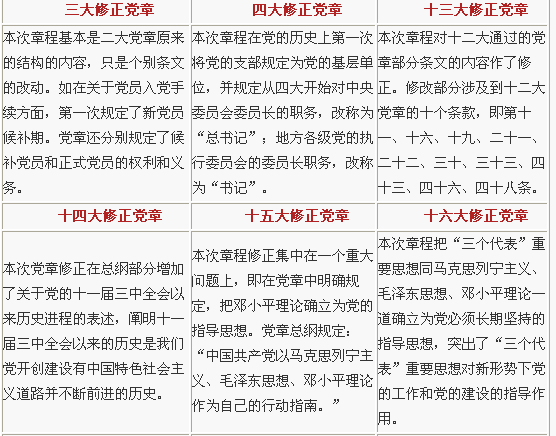 三大修正党章
本次章程基本是二大党章原来
的结构的内容，只是个别条文
的改动。如在关于党员入党手
续方面，第一次规定了新党员
候补期。党章还分别规定了候
补党员和正式党员的权利和义
务。
四大修正党章
本次章程在党的历史上第一次
将党的支部规定为党的基层单
位，并规定从四大开始对中央
委员会委员长的职务，改称为
“总书记”；地方各级党的执
行委员会的委员长职务，改称
为“书记”。
十三大修正党章
本次章程对十二大通过的党
章部分条文的内容作了修
正。修改部分涉及到十二大
党章的十个条款，即第十
一、十六、十九、二十一、
二十二、三十、三十三、四
十三、四十六、四十八条。
十四大修正党章
本次党章修正在总纲部分增加
了关于党的十一届三中全会以
来历史进程的表述，阐明十一
届三中全会以来的历史是我们
党开创建设有中国特色社会主
义道路并不断前进的历史。
十五大修正党章
本次章程修正集中在一个重大
问题上，即在党章中明确规
定，把邓小平理论确立为党的
指导思想。党章总纲规定：
“中国共产党以马克思列宁主
义、毛泽东思想、邓小平理论
作为自己的行动指南。”
十六大修正党章
本次章程把“三个代表”重
要思想同马克思列宁主义、
毛泽东思想、邓小平理论一
道确立为党必须长期坚持的
指导思想，突出了“三个代
表”重要思想对新形势下党
的工作和党的建设的指导作
用。